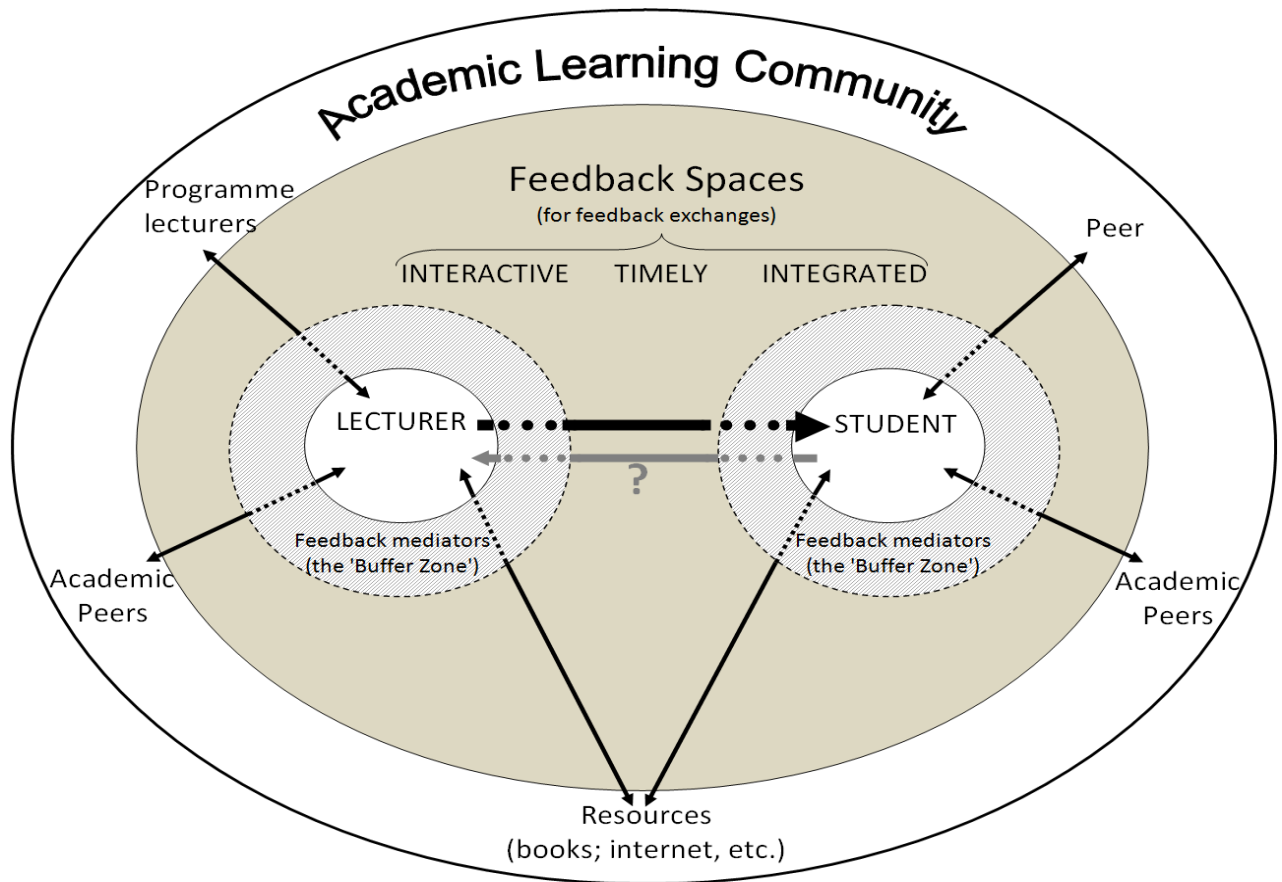 Academic Learning Community
Feedback Spaces
(for feedback exchanges)
INTERACTIVE TIMELY INTEGRATED
Programme
lecturers
Peer
LECTURER
STUDENT
?
Feedback mediators
(the 'Buffer Zone')
Feedback mediators
(the 'Buffer Zone')
Academic
Peers
Academic
Peers
Resources
(books; internet, etc.)